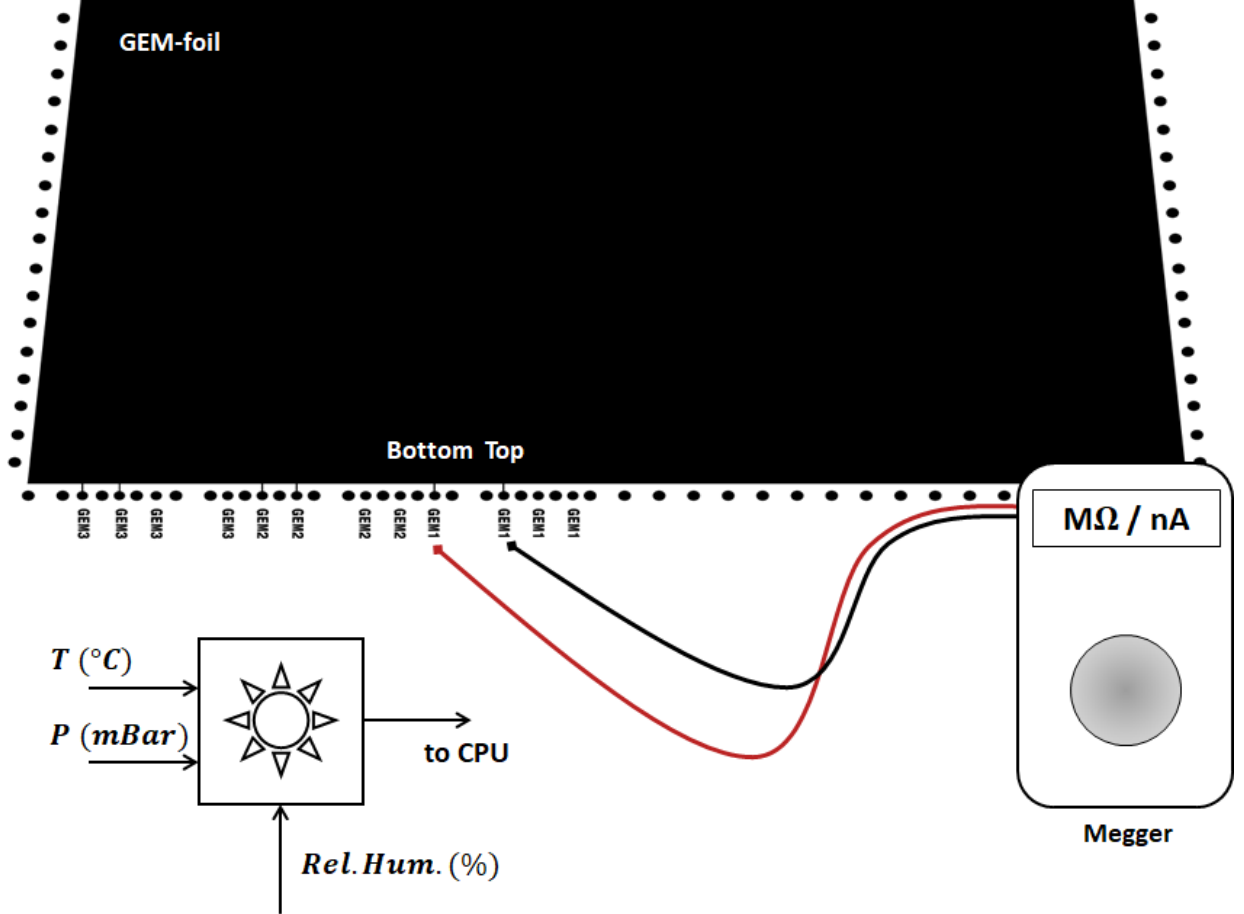 GEM-foil
Bottom Top
GEM3 GEM3 GEM3 GEM3 GEM2 GEM2 GEM2 GEM2 GEM1 GEM1 GEM1 GEM1
MΩ / nA
T (°C)
P (mBar)
to CPU
Megger
Rel. Hum. (%)